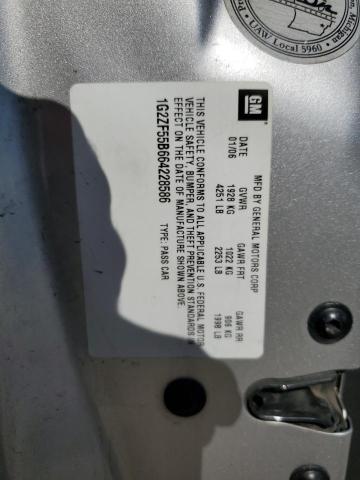 Michigan
UAW Local 5960
GM
MFD BY GENERAL MOTORS CORP
DATE GVWR GAWR FRT GAWR RR
01/06 1928 KG 1022 KG 906 KG
4251 LB 2253 LB 1998 LB
THIS VEHICLE CONFORMS TO ALL APPLICABLE U.S. FEDERAL MOTOR
VEHICLE SAFETY, BUMPER, AND THEFT PREVENTION STANDARDS IN
EFFECT ON THE DATE OF MANUFACTURE SHOWN ABOVE.
1G2ZF55B664228586 TYPE: PASS CAR